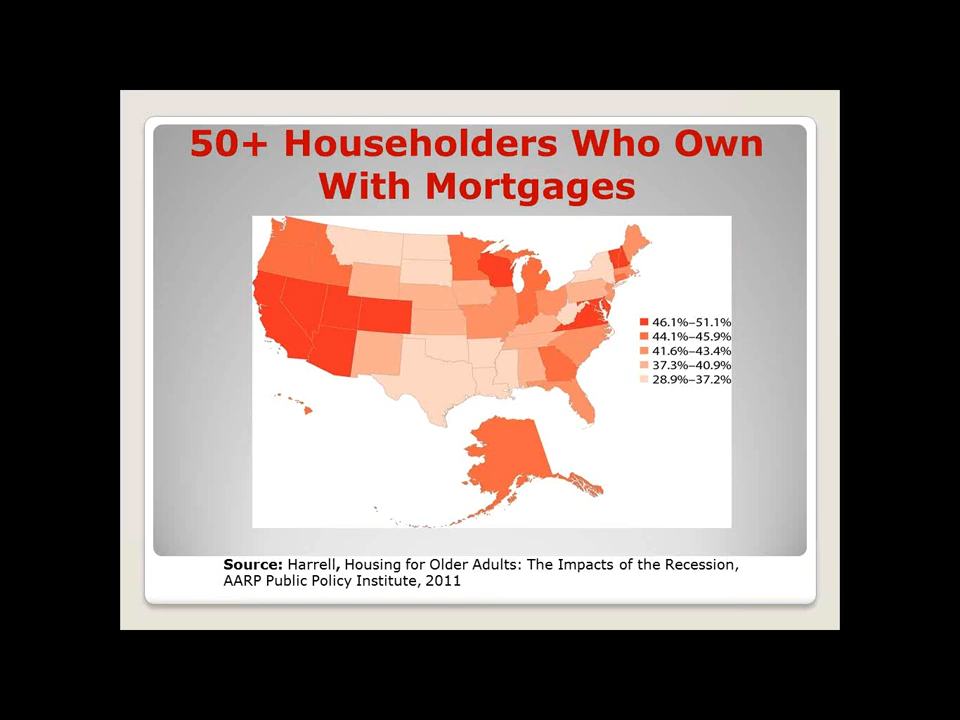 50+ Householders Who Own
With Mortgages
46.1%–51.1%
44.1%–45.9%
41.6%–43.4%
37.3%–40.9%
28.9%–37.2%
Source: Harrell, Housing for Older Adults: The Impacts of the Recession,
AARP Public Policy Institute, 2011